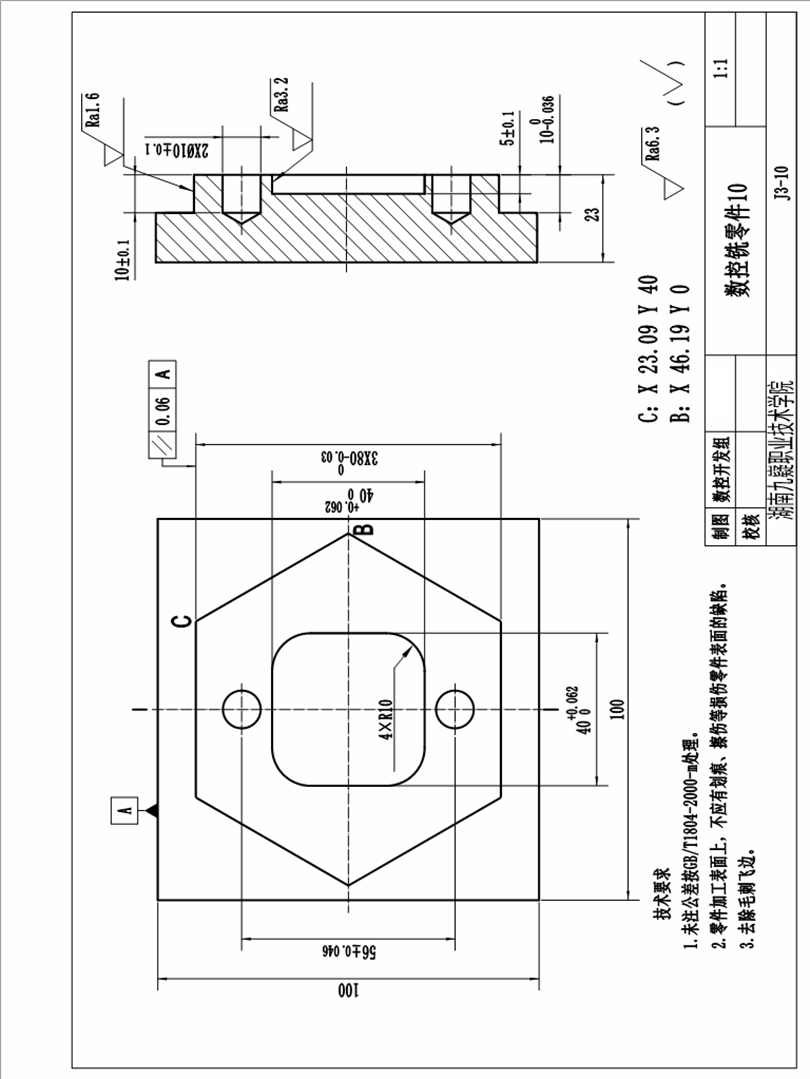 Ra1.6
Ra3.2
2XØ10±0.1
10±0.1
5±0.1
0
10-0.036
23
Ra6.3
( )
0.06 A
C
B
A
0
3X80-0.03
+0.062
40 0
4×R10
+0.062
40 0
100
56±0.046
100
C: X 23.09 Y 40
B: X 46.19 Y 0
技术要求
1.未注公差按GB/T1804-2000-m处理。
2.零件加工表面上，不应有划痕、擦伤等损伤零件表面的缺陷。
3.去除毛刺飞边。
制图 数控开发组
校核
数控铣零件10
1:1
湖南九嶷职业技术学院
J3-10